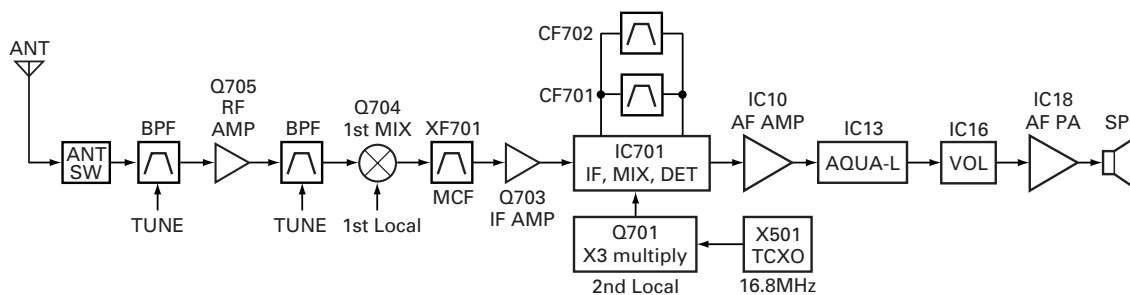 ANT
ANT
SW
BPF
TUNE
Q705
RF
AMP
BPF
TUNE
Q704
1st MIX
1st Local
XF701
MCF
Q703
IF AMP
CF702
CF701
IC701
IF, MIX, DET
Q701
X3 multiply
2nd Local
X501
TCXO
16.8MHz
IC10
AF AMP
IC13
AQUA-L
IC16
VOL
IC18
AF PA
SP